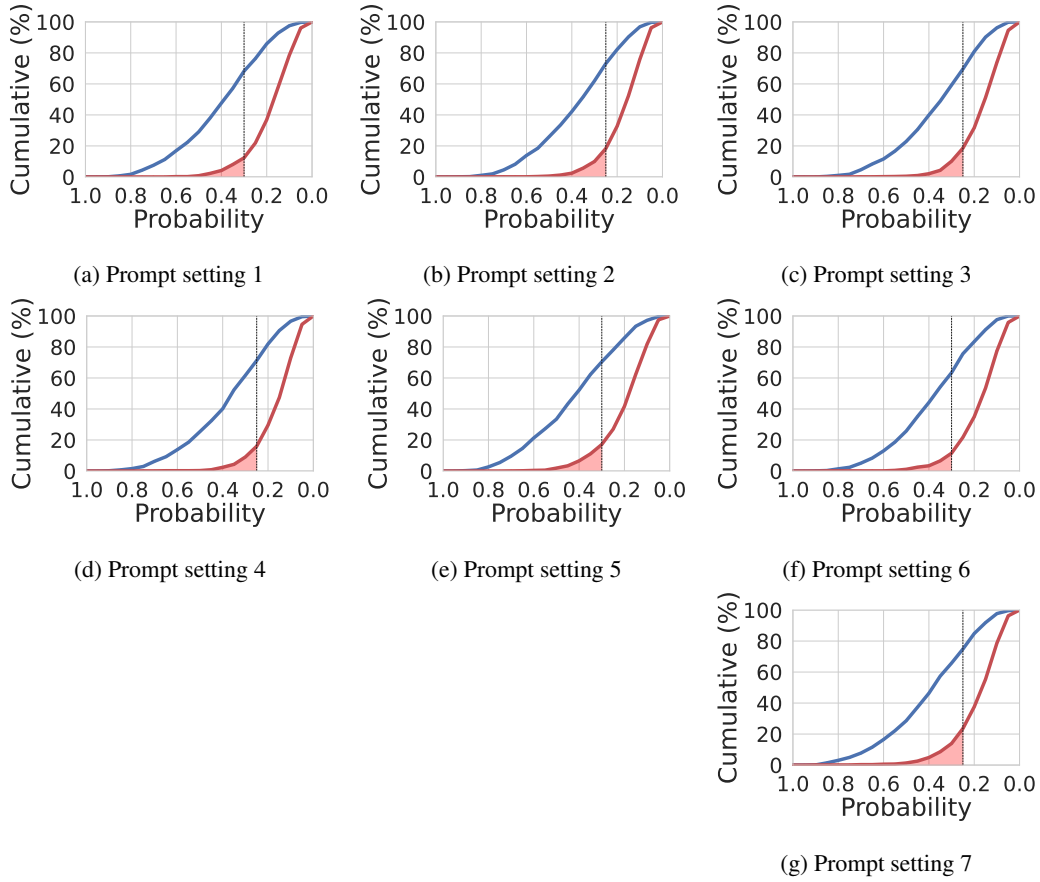 Cumulative (%)
100
80
60
40
20
0
1.0 0.8 0.6 0.4 0.2 0.0
Probability
(a) Prompt setting 1
Cumulative (%)
100
80
60
40
20
0
1.0 0.8 0.6 0.4 0.2 0.0
Probability
(b) Prompt setting 2
Cumulative (%)
100
80
60
40
20
0
1.0 0.8 0.6 0.4 0.2 0.0
Probability
(c) Prompt setting 3
Cumulative (%)
100
80
60
40
20
0
1.0 0.8 0.6 0.4 0.2 0.0
Probability
(d) Prompt setting 4
Cumulative (%)
100
80
60
40
20
0
1.0 0.8 0.6 0.4 0.2 0.0
Probability
(e) Prompt setting 5
Cumulative (%)
100
80
60
40
20
0
1.0 0.8 0.6 0.4 0.2 0.0
Probability
(f) Prompt setting 6
Cumulative (%)
100
80
60
40
20
0
1.0 0.8 0.6 0.4 0.2 0.0
Probability
(g) Prompt setting 7